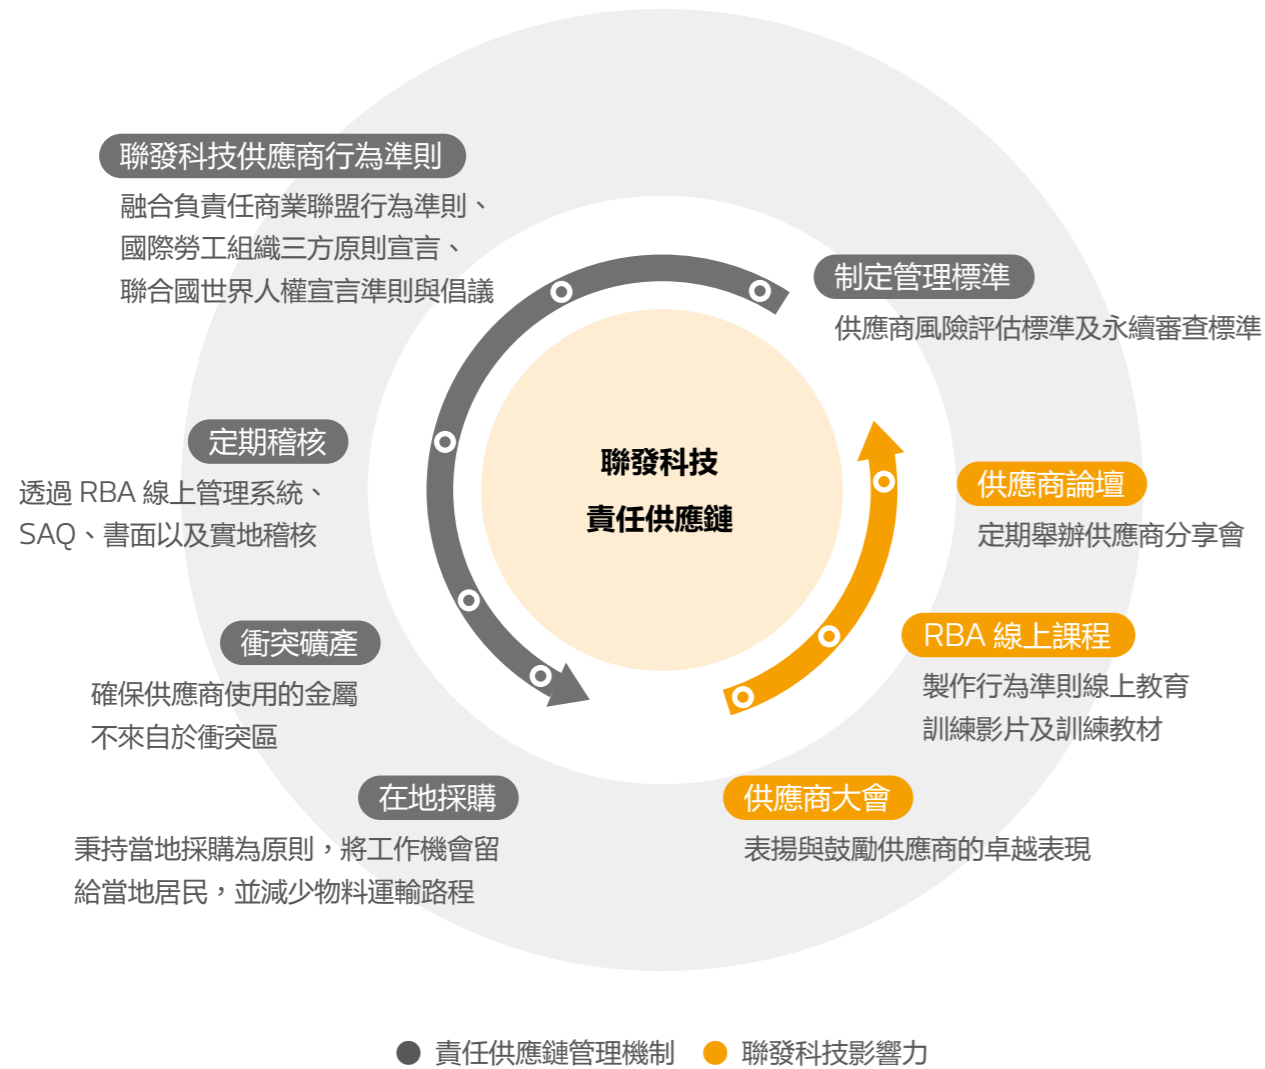 聯發科技供應商行為準則
融合負責任商業聯盟行為準則、
國際勞工組織三方原則宣言、
聯合國世界人權宣言準則與倡議
制定管理標準
供應商風險評估標準及永續審查標準
定期稽核
透過 RBA 線上管理系統、
SAQ、書面以及實地稽核
聯發科技
責任供應鏈
供應商論壇
定期舉辦供應商分享會
衝突礦產
確保供應商使用的金屬
不來自於衝突區
RBA 線上課程
製作行為準則線上教育
訓練影片及訓練教材
在地採購
秉持當地採購為原則，將工作機會留
給當地居民，並減少物料運輸路程
供應商大會
表揚與鼓勵供應商的卓越表現
責任供應鏈管理機制
聯發科技影響力